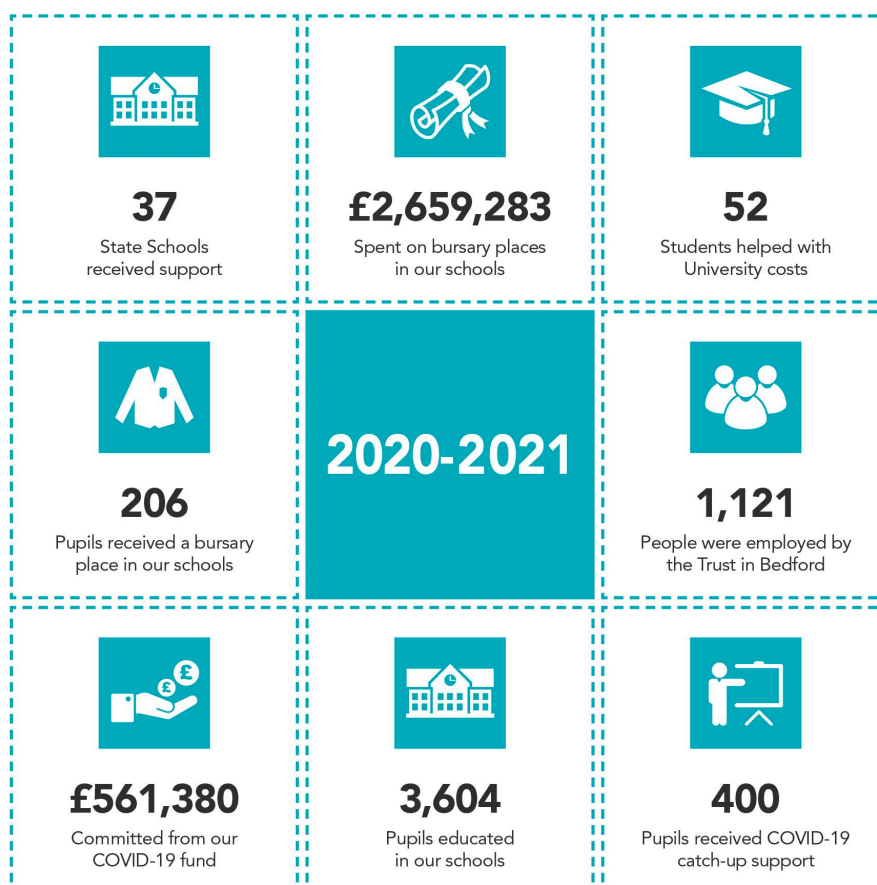 37
State Schools
received support
£2,659,283
Spent on bursary places
in our schools
52
Students helped with
University costs
206
Pupils received a bursary
place in our schools
2020-2021
1,121
People were employed by
the Trust in Bedford
£
£
£561,380
Committed from our
COVID-19 fund
3,604
Pupils educated
in our schools
400
Pupils received COVID-19
catch-up support